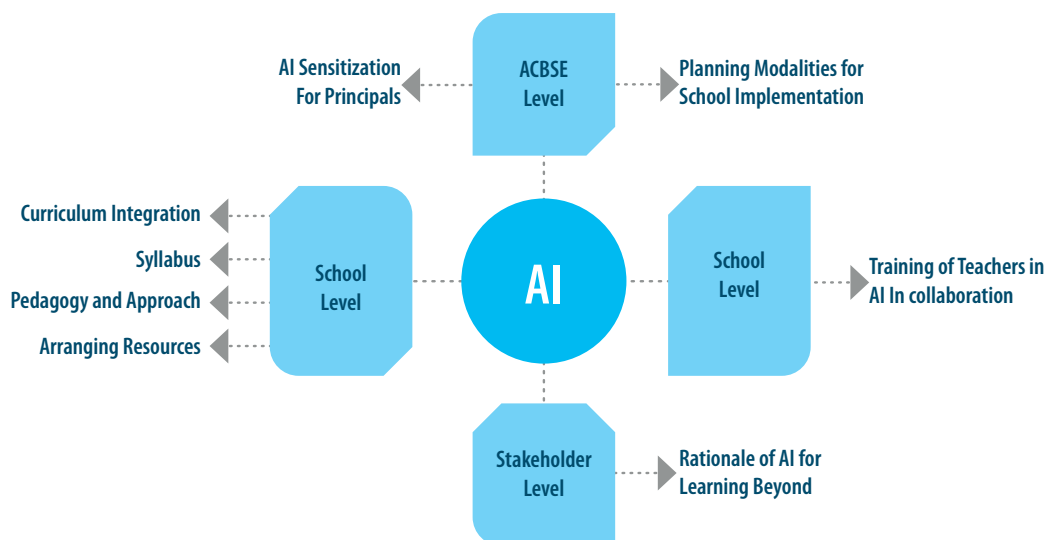 AI Sensitization
For Principals
ACBSE
Level
Planning Modalities for
School Implementation
Curriculum Integration
Syllabus
Pedagogy and Approach
Arranging Resources
School
Level
AI
School
Level
Training of Teachers in
AI In collaboration
Stakeholder
Level
Rationale of AI for
Learning Beyond